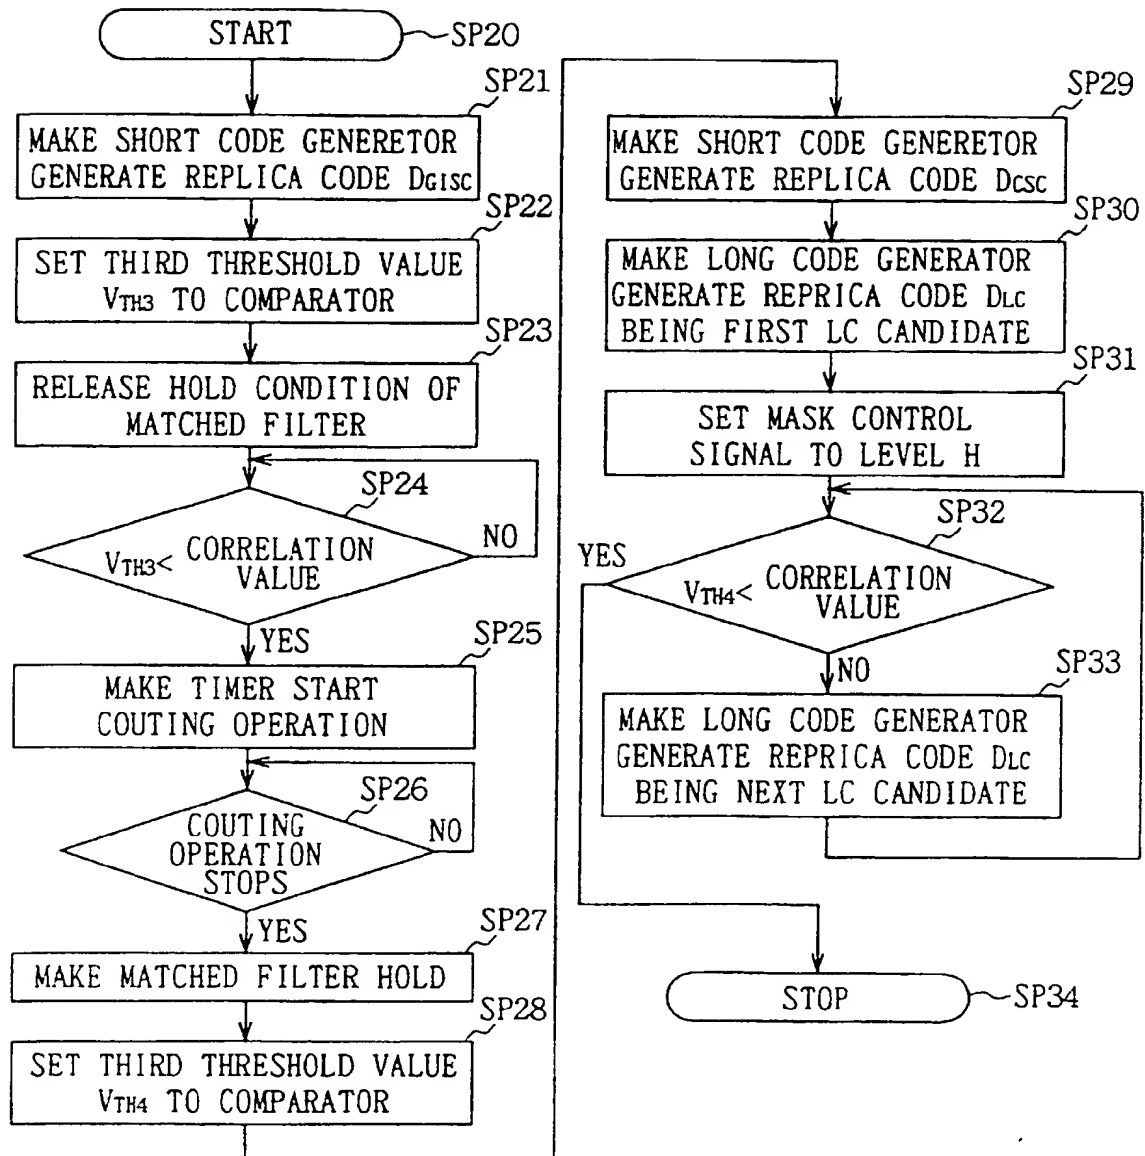 START
SP20
SP21
MAKE SHORT CODE GENERETOR
GENERATE REPLICA CODE DGISC
SP22
SET THIRD THRESHOLD VALUE
VTH3 TO COMPARATOR
SP23
RELEASE HOLD CONDITION OF
MATCHED FILTER
SP24
VTH3< CORRELATION
VALUE
NO
YES
SP25
MAKE TIMER START
COUTING OPERATION
SP26
COUTING
OPERATION
STOPS
NO
YES
SP27
MAKE MATCHED FILTER HOLD
SP28
SET THIRD THRESHOLD VALUE
VTH4 TO COMPARATOR
SP29
MAKE SHORT CODE GENERETOR
GENERATE REPLICA CODE DCSC
SP30
MAKE LONG CODE GENERATOR
GENERATE REPRICA CODE DLC
BEING FIRST LC CANDIDATE
SP31
SET MASK CONTROL
SIGNAL TO LEVEL H
SP32
YES
VTH4< CORRELATION
VALUE
NO
SP33
MAKE LONG CODE GENERATOR
GENERATE REPRICA CODE DLC
BEING NEXT LC CANDIDATE
STOP
SP34